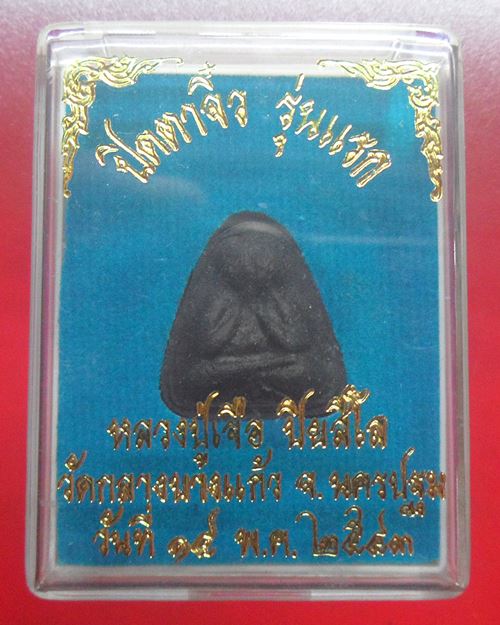 ปิดตาจิ๋ว รุ่นแรก
หลวงปู่เจือ ปิยสีโล
วัดกลางบางแก้ว จ.นครปฐม
วันที่ ๑๕ พ.ค. ๒๕๔๓